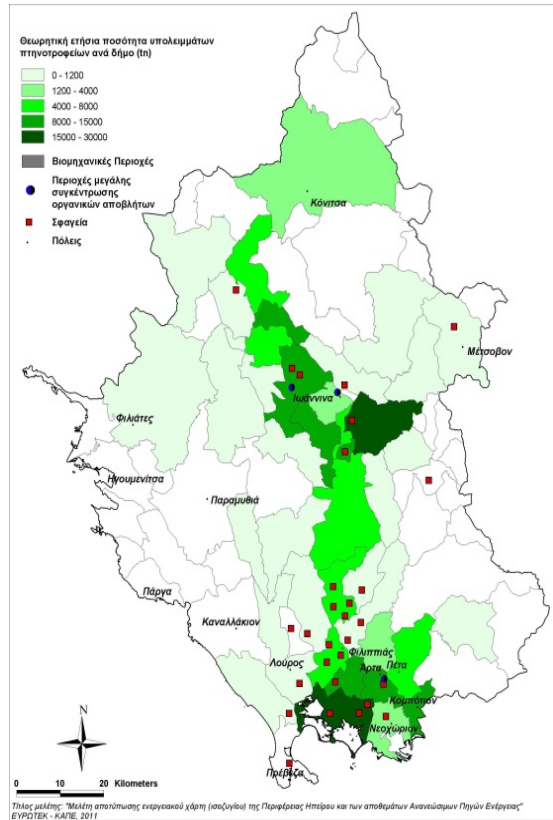 Θεωρητική ετήσια ποσότητα υπολειμμάτων
πτηνοτροφείων ανά δήμο (tn)
0 - 1200
1200 - 4000
4000 - 8000
8000 - 15000
15000 - 30000
Βιομηχανικές Περιοχές
Περιοχές μεγάλης
συγκέντρωσης
οργανικών αποβλήτων
Σφαγεία
Πόλεις
Κόνιτσα
Μέτσοβον
Ιωάννινα
Φιλιάτες
Ηγουμενίτσα
Παραμυθιά
Πάργα
Καναλλάκιον
Φιλιππιάς
Λούρος
Άρτα
Πέτα
Κομπότιον
Νεοχώριον
Πρέβεζα
N
0 10 20 Kilometers
Τίτλος μελέτης: "Μελέτη αποτύπωσης ενεργειακού χάρτη (ισοζυγίου) της Περιφέρειας Ηπείρου και των αποθεμάτων Ανανεώσιμων Πηγών Ενέργειας"
ΕΥΡΩΤΕΚ - ΚΑΠΕ, 2011